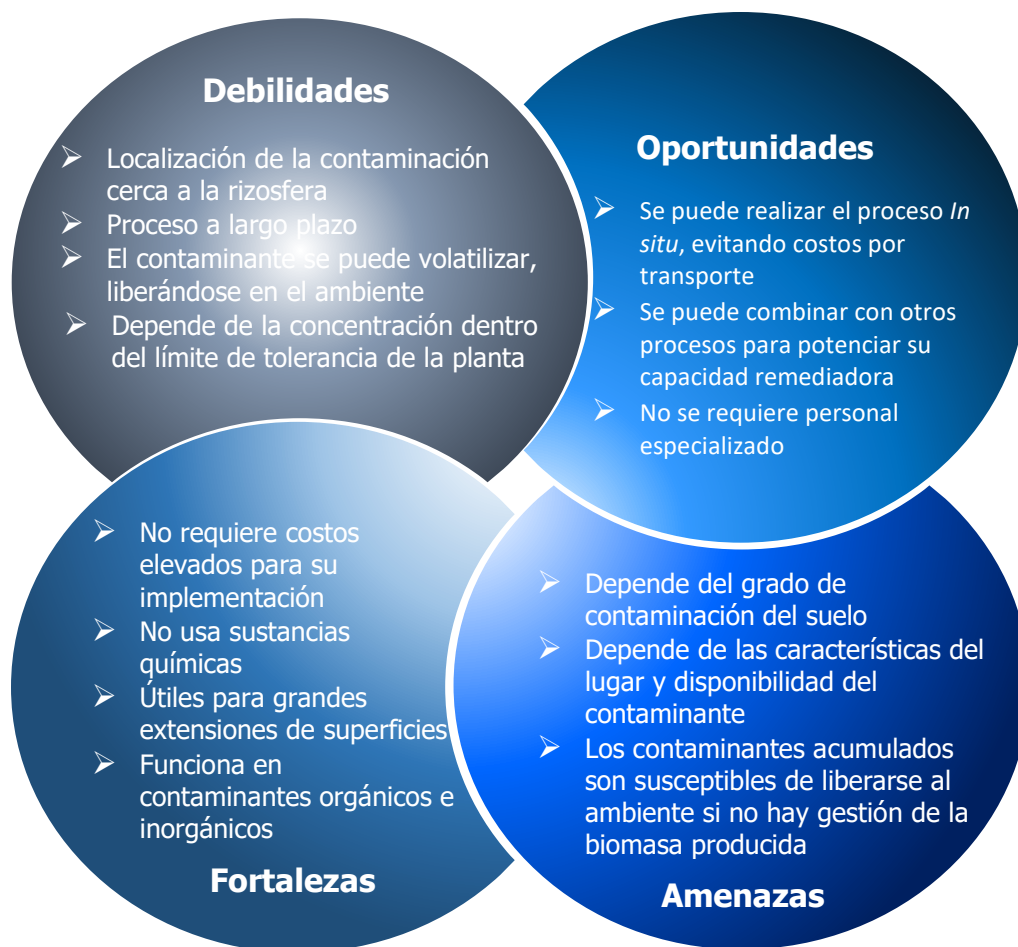 Debilidades
Localización de la contaminación
cerca a la rizosfera
Proceso a largo plazo
El contaminante se puede volatilizar,
liberándose en el ambiente
Depende de la concentración dentro
del límite de tolerancia de la planta
Oportunidades
Se puede realizar el proceso In
situ, evitando costos por
transporte
Se puede combinar con otros
procesos para potenciar su
capacidad remediadora
No se requiere personal
especializado
No requiere costos
elevados para su
implementación
No usa sustancias
químicas
Útiles para grandes
extensiones de superficies
Funciona en
contaminantes orgánicos e
inorgánicos
Fortalezas
Depende del grado de
contaminación del suelo
Depende de las características del
lugar y disponibilidad del
contaminante
Los contaminantes acumulados
son susceptibles de liberarse al
ambiente si no hay gestión de la
biomasa producida
Amenazas